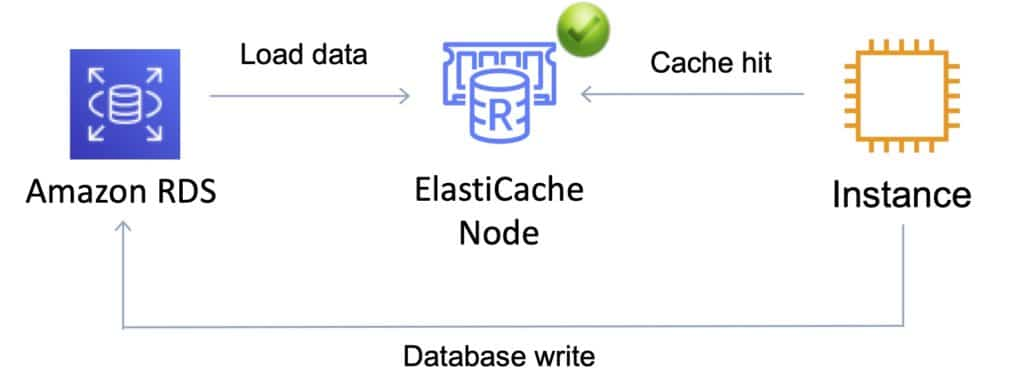 Load data
Cache hit
R
Amazon RDS
ElastiCache
Node
Instance
Database write